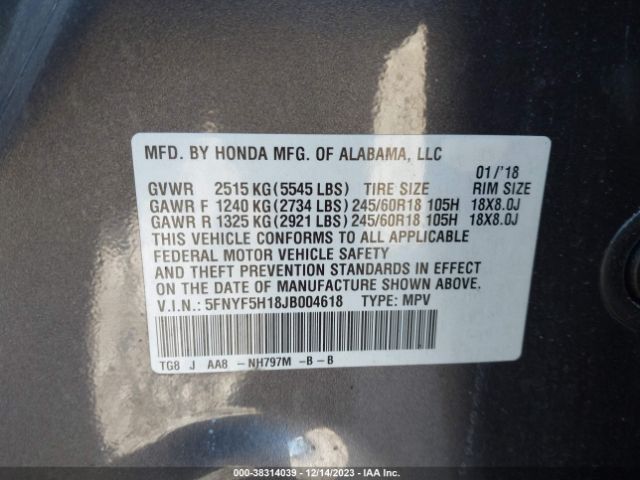 MFD. BY HONDA MFG. OF ALABAMA, LLC
01/'18
GVWR 2515 KG (5545 LBS) TIRE SIZE RIM SIZE
GAWR F 1240 KG (2734 LBS) 245/60R18 105H 18X8.0J
GAWR R 1325 KG (2921 LBS) 245/60R18 105H 18X8.0J
THIS VEHICLE CONFORMS TO ALL APPLICABLE
FEDERAL MOTOR VEHICLE SAFETY
AND THEFT PREVENTION STANDARDS IN EFFECT
ON THE DATE OF MANUFACTURE SHOWN ABOVE.
V.I.N.: 5FNYF5H18JB004618 TYPE: MPV
TG8 J AA8 - NH797M -B-B
000-38314039 - 12/14/2023 - IAA Inc.